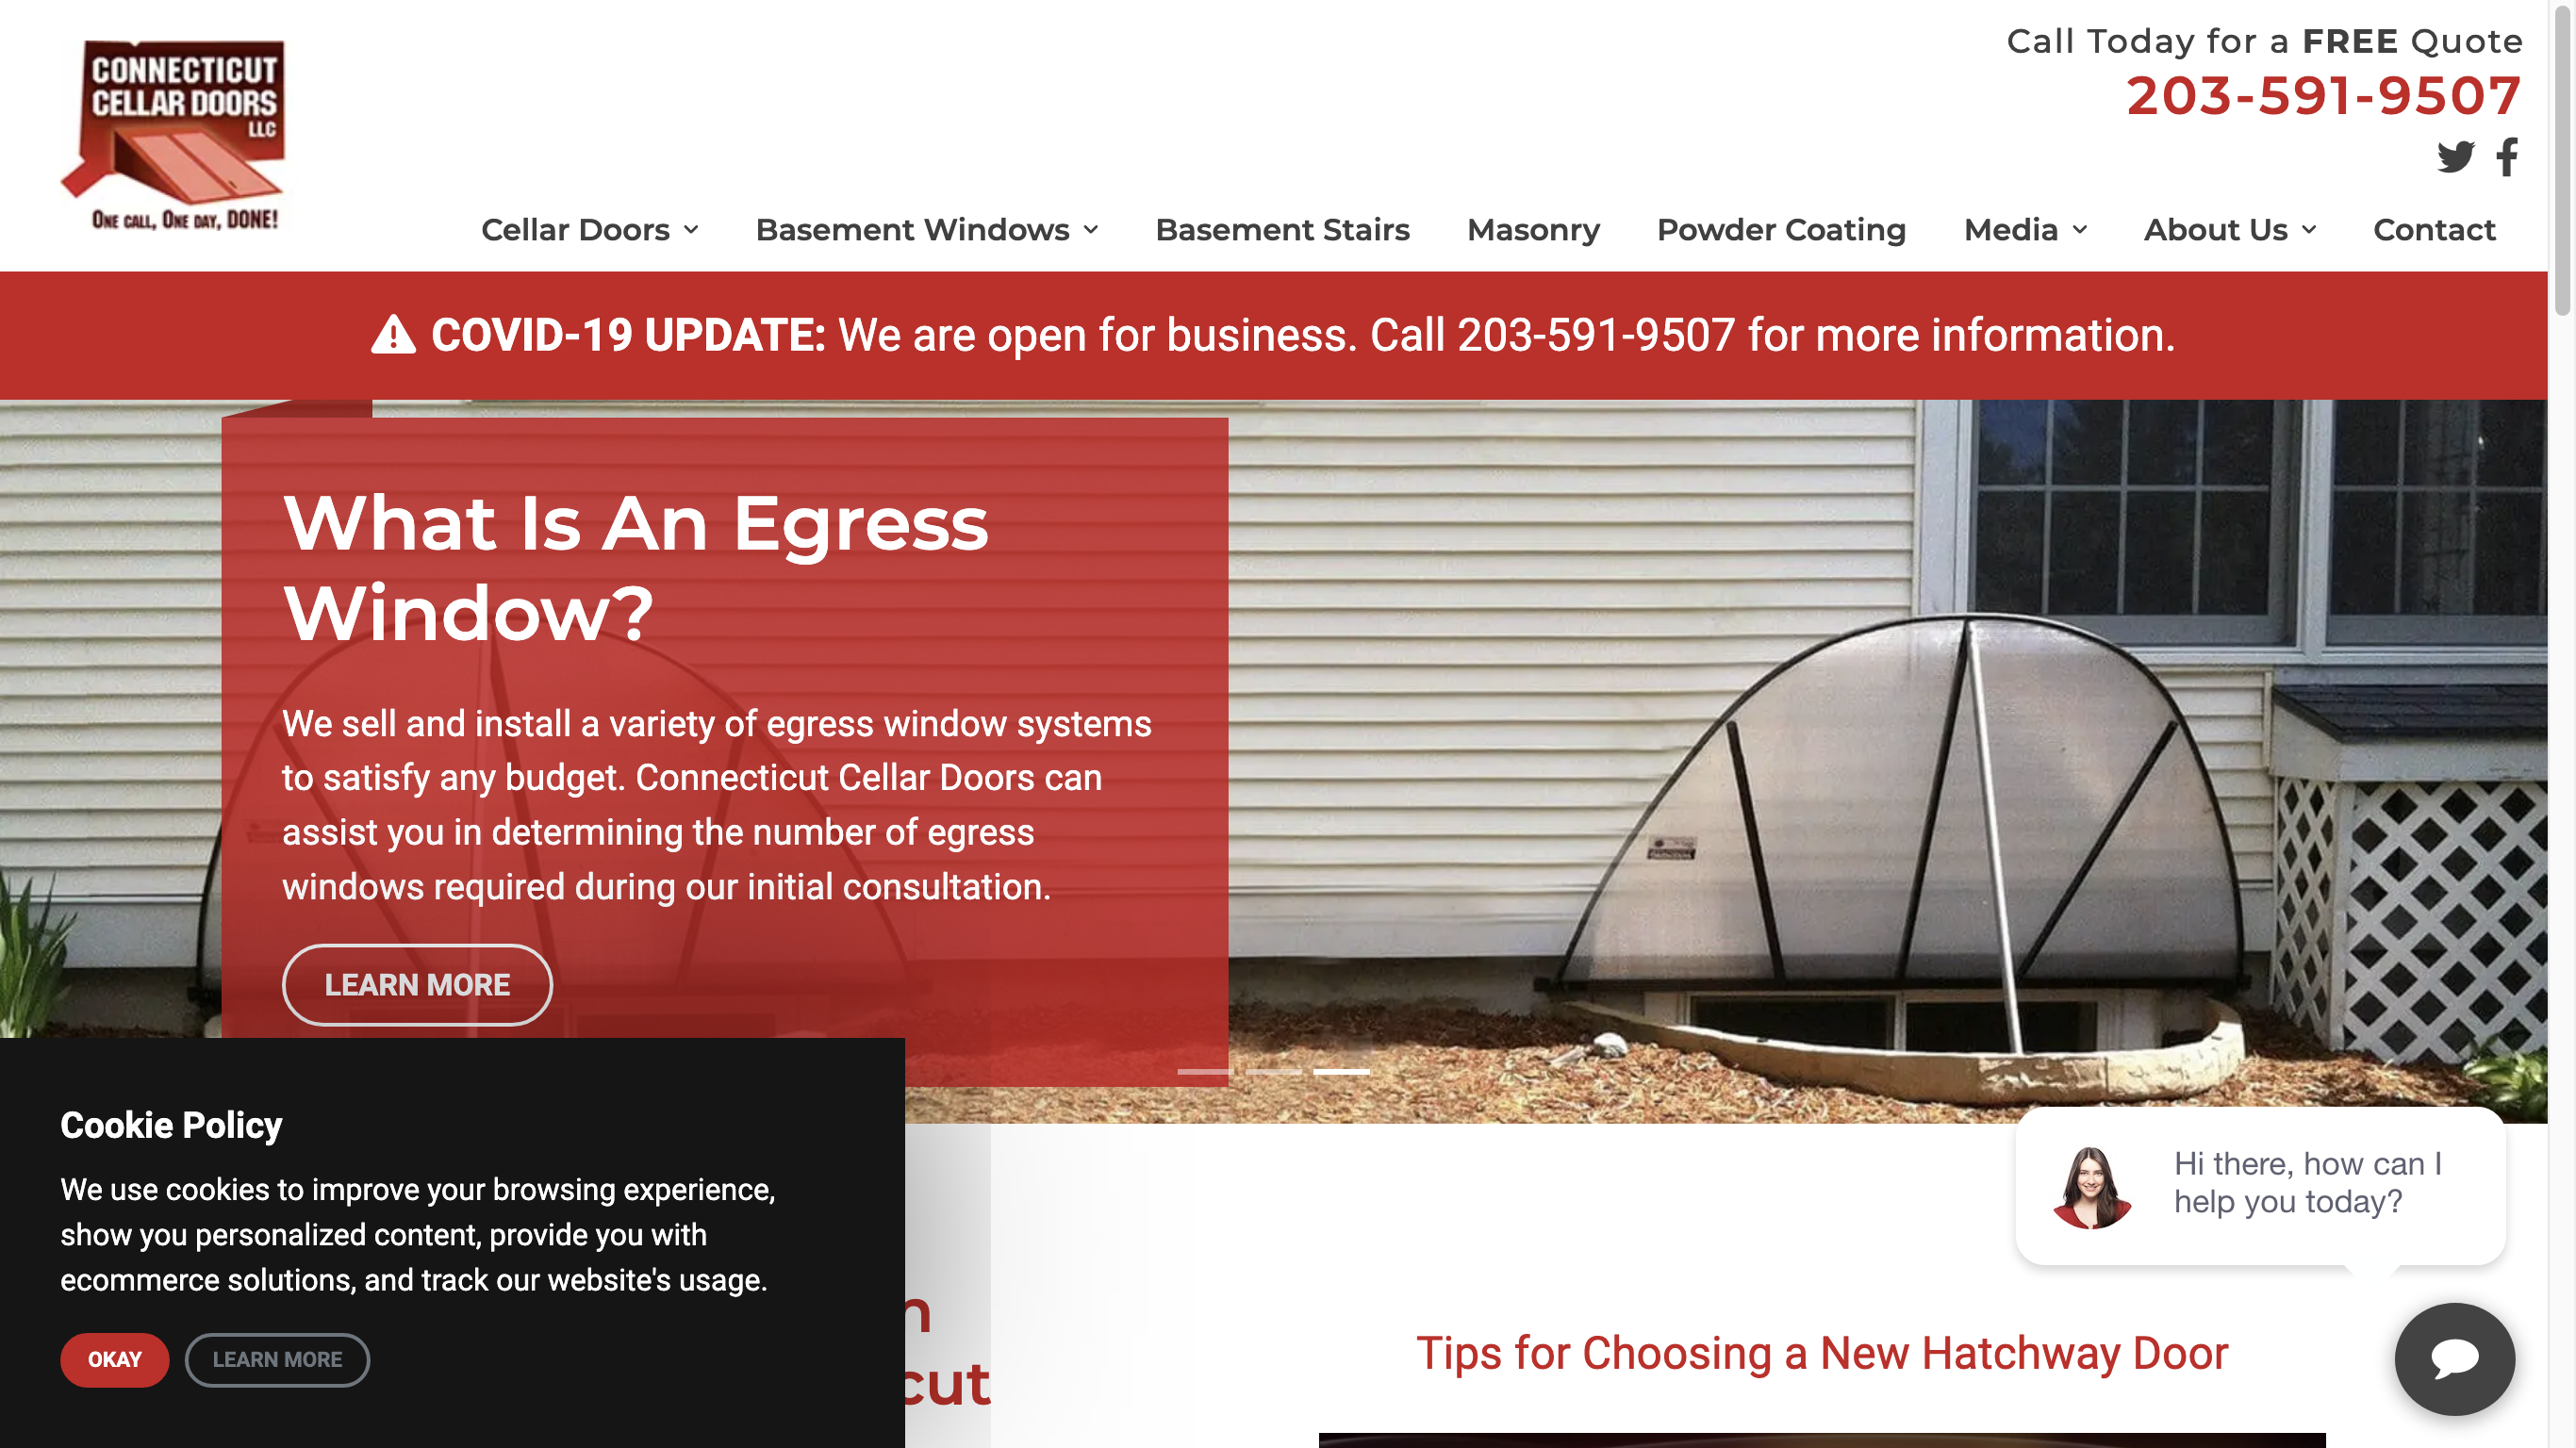 CONNECTICUT
CELLAR DOORS
LLC
ONE CALL, ONE DAY, DONE!
Call Today for a FREE Quote
203-591-9507
Cellar Doors
Basement Windows
Basement Stairs
Masonry
Powder Coating
Media
About Us
Contact
COVID-19 UPDATE: We are open for business. Call 203-591-9507 for more information.
What Is An Egress
Window?
We sell and install a variety of egress window systems
to satisfy any budget. Connecticut Cellar Doors can
assist you in determining the number of egress
windows required during our initial consultation.
LEARN MORE
Cookie Policy
We use cookies to improve your browsing experience,
show you personalized content, provide you with
ecommerce solutions, and track our website's usage.
OKAY
LEARN MORE
cut
Tips for Choosing a New Hatchway Door
Hi there, how can I
help you today?